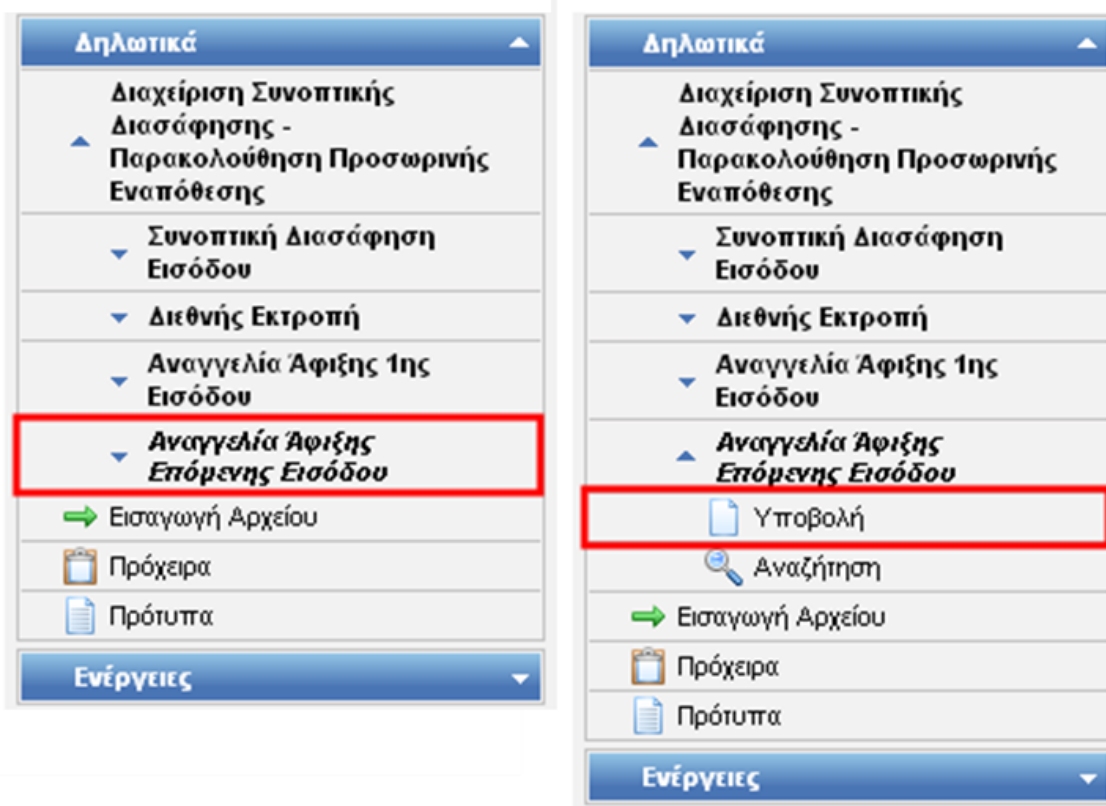 Δηλωτικά
Διαχείριση Συνοπτικής
Διασάφησης -
Παρακολούθηση Προσωρινής
Εναπόθεσης
Συνοπτική Διασάφηση
Εισόδου
Διεθνής Εκτροπή
Αναγγελία Άφιξης 1ης
Εισόδου
Αναγγελία Άφιξης
Επόμενης Εισόδου
Εισαγωγή Αρχείου
Πρόχειρα
Πρότυπα
Ενέργειες
Δηλωτικά
Διαχείριση Συνοπτικής
Διασάφησης -
Παρακολούθηση Προσωρινής
Εναπόθεσης
Συνοπτική Διασάφηση
Εισόδου
Διεθνής Εκτροπή
Αναγγελία Άφιξης 1ης
Εισόδου
Αναγγελία Άφιξης
Επόμενης Εισόδου
Υποβολή
Αναζήτηση
Εισαγωγή Αρχείου
Πρόχειρα
Πρότυπα
Ενέργειες